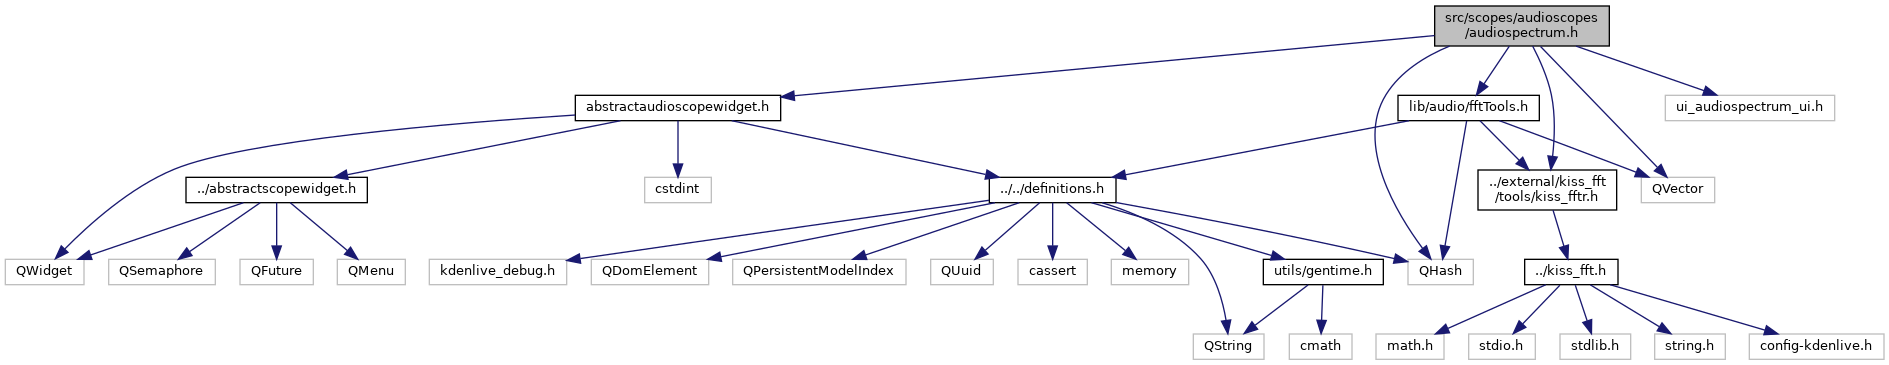 src/scopes/audioscopes
/audiospectrum.h
abstractaudioscopewidget.h
lib/audio/fftTools.h
ui_audiospectrum_ui.h
../abstractscopewidget.h
cstdint
../../definitions.h
../external/kiss_fft
/tools/kiss_fftr.h
QVector
QWidget
QSemaphore
QFuture
QMenu
kdenlive_debug.h
QDomElement
QPersistentModelIndex
QUuid
cassert
memory
utils/gentime.h
QHash
../kiss_fft.h
QString
cmath
math.h
stdio.h
stdlib.h
string.h
config-kdenlive.h